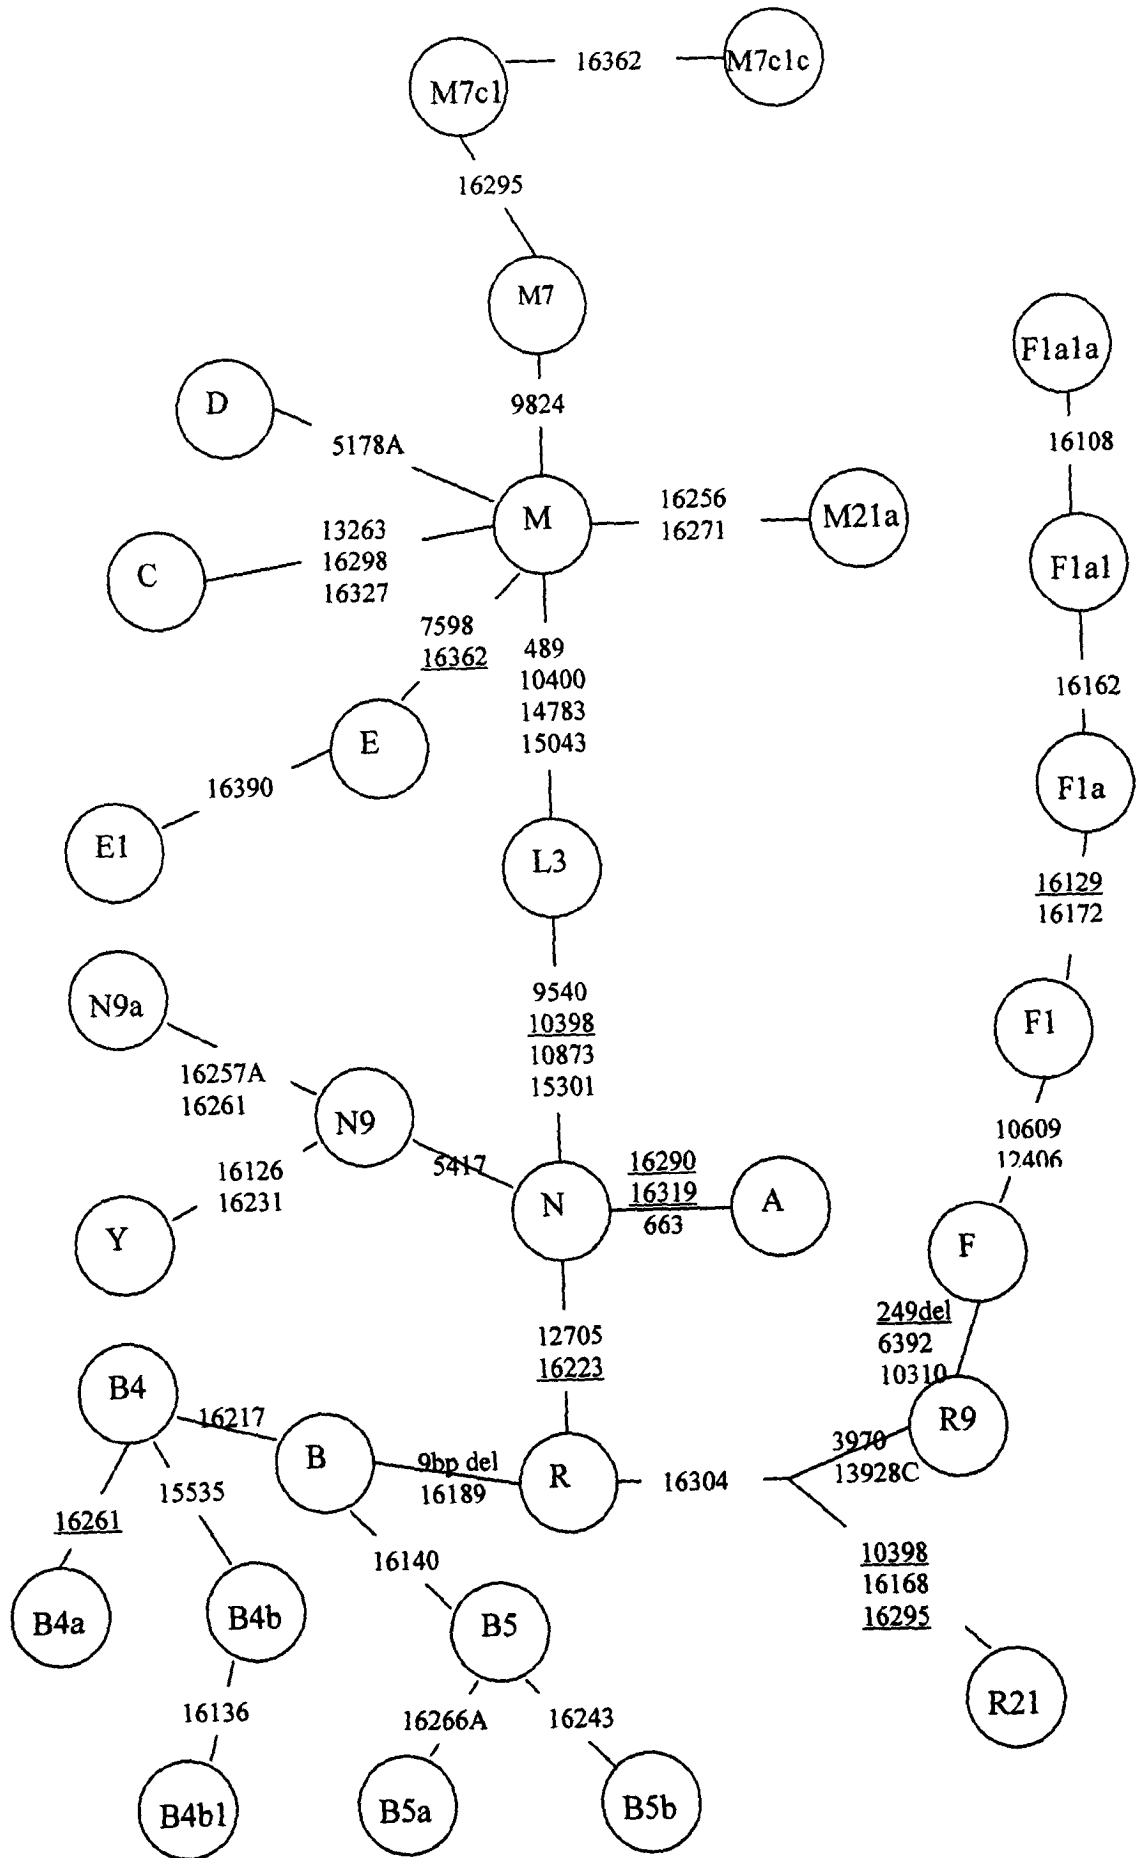 M7c1
16362
M7c1c
16295
M7
F1a1a
9824
D
5178A
16108
M
16256
16271
M21a
C
13263
16298
16327
F1a1
7598
16362
489
10400
14783
15043
16162
E
F1a
16390
E1
L3
16129
16172
N9a
9540
10398
10873
15301
F1
16257A
16261
N9
10609
12406
5417
16126
16231
16290
16319
663
N
A
Y
F
249del
6392
10310
12705
16223
B4
16217
B
9bp del
16189
R
16304
3970
13928C
R9
15535
16261
16140
10398
16168
16295
B4a
B4b
B5
R21
16136
16266A
16243
B4b1
B5a
B5b